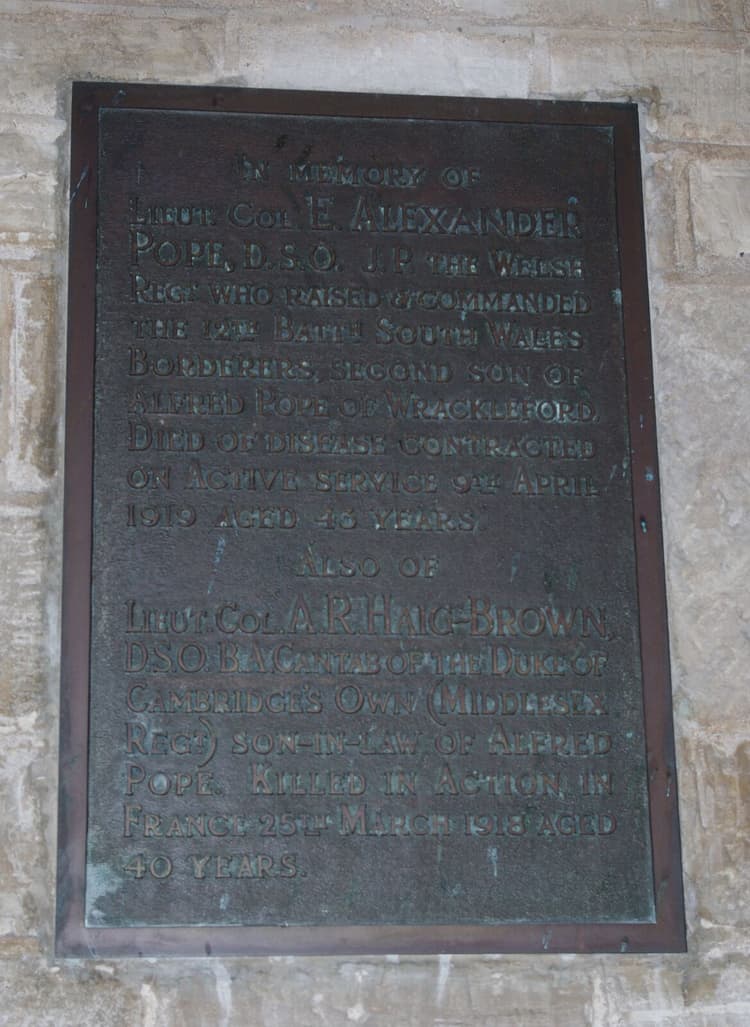 IN MEMORY OF
LIEUT. COL. E. ALEXANDER
POPE, D.S.O. J.P. THE WELSH
REGT WHO RAISED & COMMANDED
THE 12TH BATTN SOUTH WALES
BORDERERS, SECOND SON OF
ALFRED POPE OF WRACKLEFORD.
DIED OF DISEASE CONTRACTED
ON ACTIVE SERVICE 9TH APRIL
1919 AGED 46 YEARS.
ALSO OF
LIEUT. COL. A.R. HAIG-BROWN,
D.S.O. B.A. CANTAB OF THE DUKE OF
CAMBRIDGE'S OWN (MIDDLESEX
REGT) SON-IN-LAW OF ALFRED
POPE. KILLED IN ACTION IN
FRANCE 25TH MARCH 1918 AGED
40 YEARS.